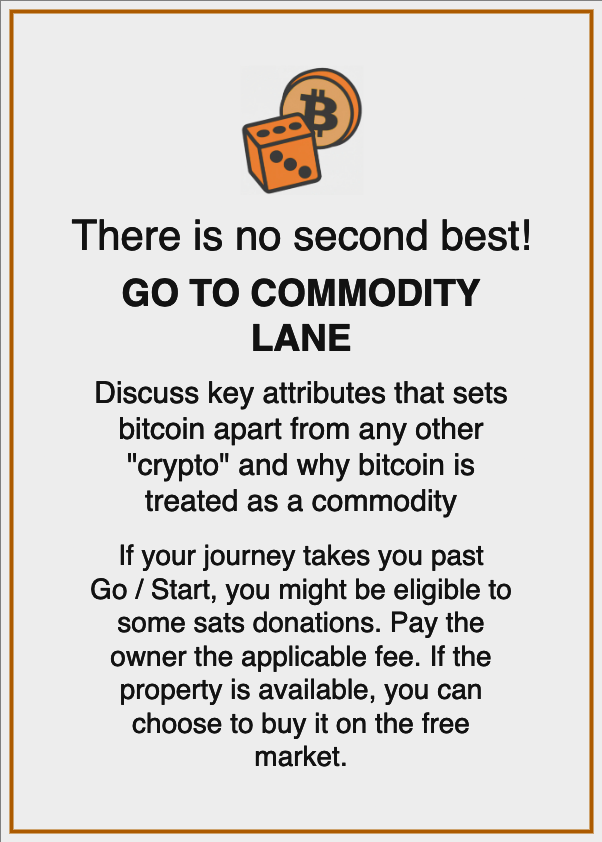 There is no second best!
GO TO COMMODITY
LANE
Discuss key attributes that sets
bitcoin apart from any other
"crypto" and why bitcoin is
treated as a commodity
If your journey takes you past
Go / Start, you might be eligible to
some sats donations. Pay the
owner the applicable fee. If the
property is available, you can
choose to buy it on the free
market.